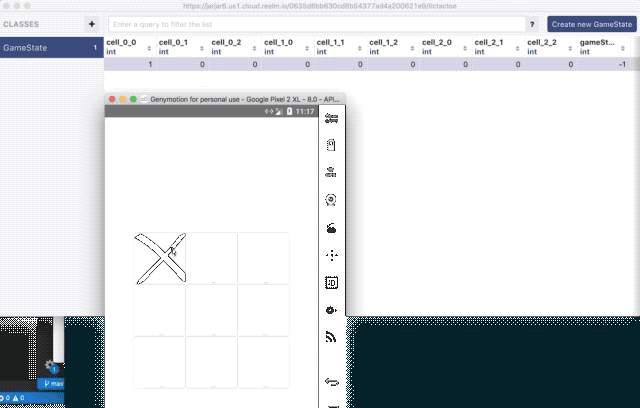 https://jarjar6.us1.cloud.realm.io/0635d6bb630cd8b54377ed4a200621e9/tictactoe
CLASSES
+
Enter a query to filter the list
?
Create new GameState
GameState 1
cell_0_0 cell_0_1 cell_0_2 cell_1_0 cell_1_1 cell_1_2 cell_2_0 cell_2_1 cell_2_2 gameSt...
int int int int int int int int int int
1 0 0 0 0 0 0 0 0 -1
Genymotion for personal use - Google Pixel 2 XL - 8.0 - API...
11:17
1
mas
0 0